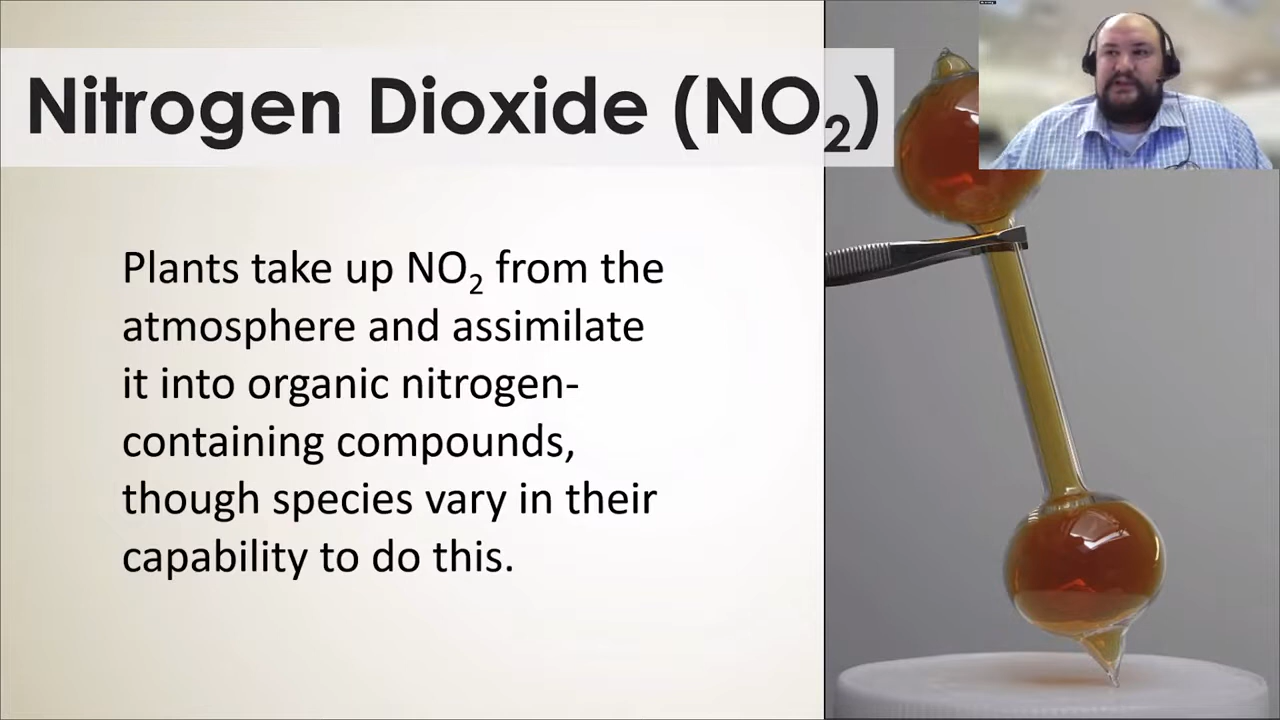 Nitrogen Dioxide (NO₂)
Plants take up NO₂ from the
atmosphere and assimilate
it into organic nitrogen-
containing compounds,
though species vary in their
capability to do this.